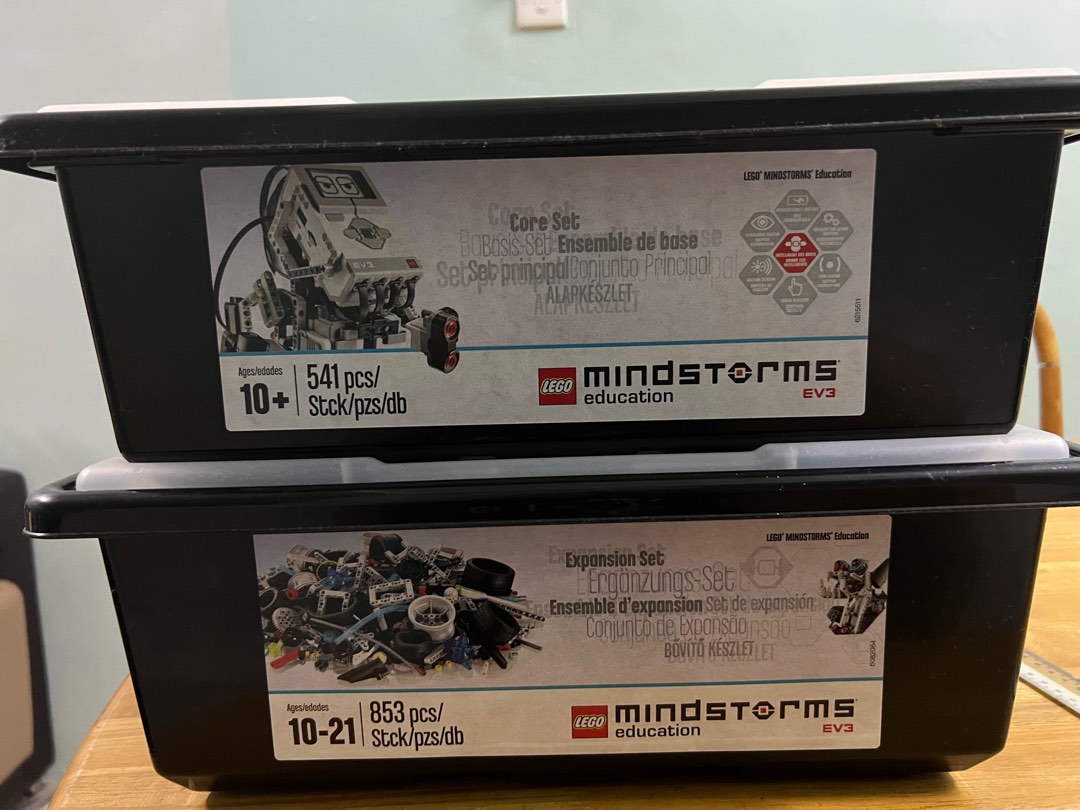 LEGO® MINDSTORMS® Education
Core Set
Basis-Set Ensemble de base
Set principal Conjunto Principal
ALAPKÉSZLET
EV3
6215511
Ages/edades
10+
541 pcs/
Stck/pzs/db
LEGO mindstorms
education
EV3
LEGO® MINDSTORMS® Education
Expansion Set
Ergänzungs-Set
Ensemble d'expansion Set de expansión
Conjunto de Expansão
BŐVÍTŐ KÉSZLET
Ages/edades
10-21
853 pcs/
Stck/pzs/db
LEGO mindstorms
education
EV3